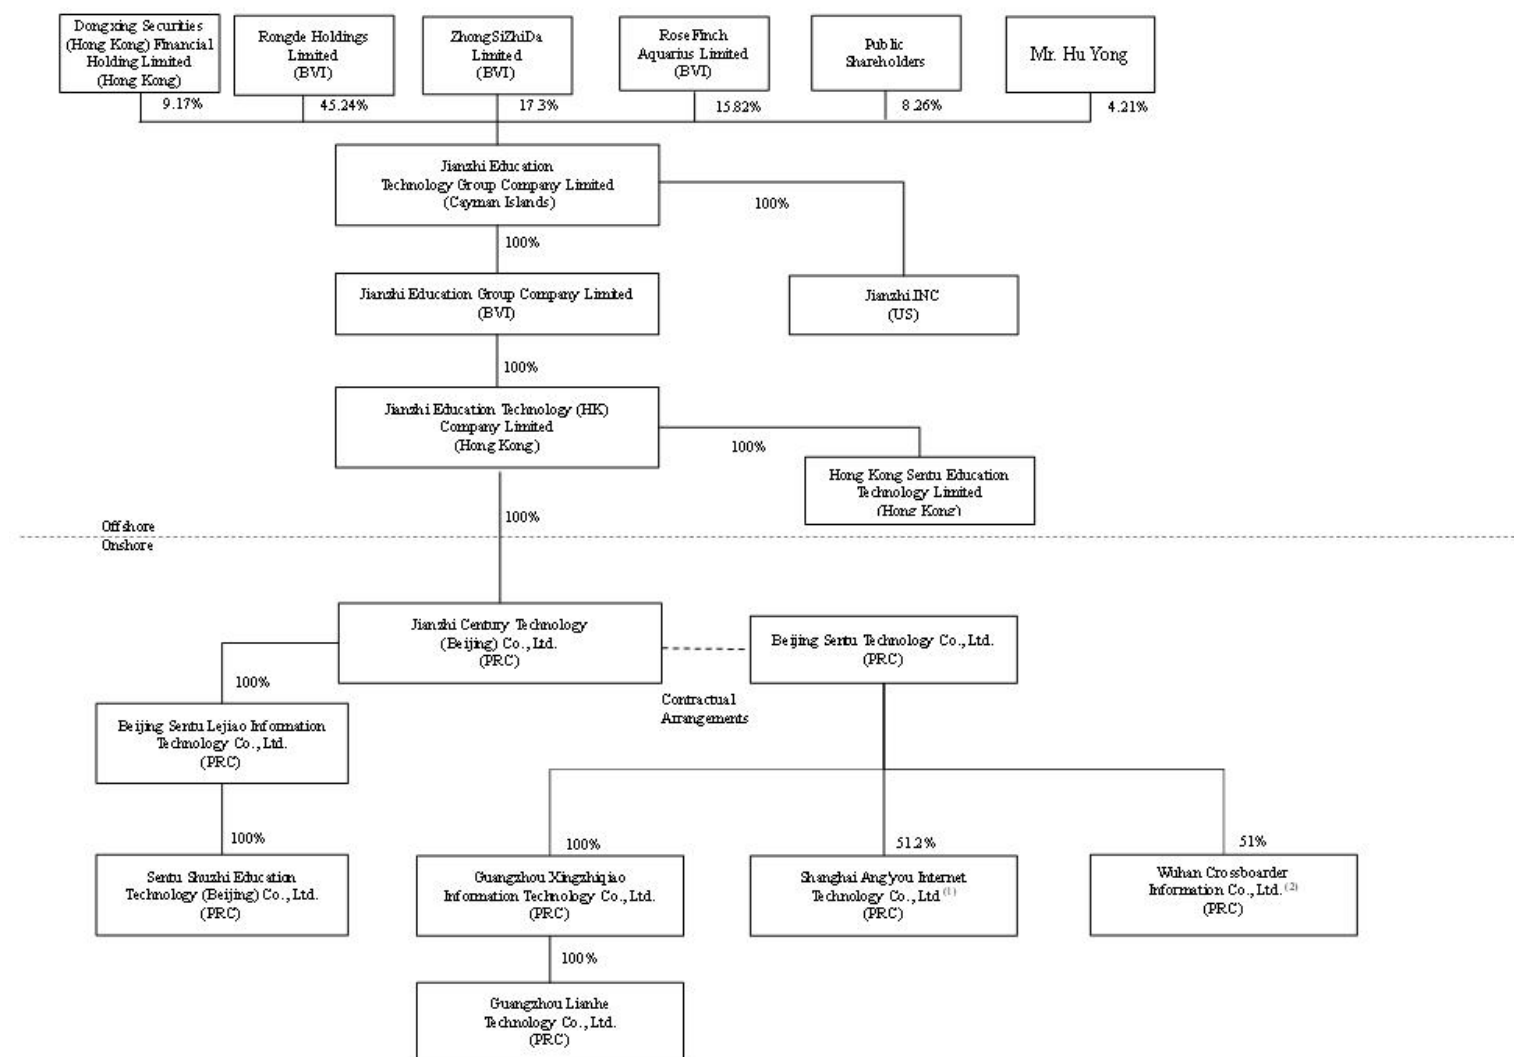 Dongxing Securities
(Hong Kong) Financial
Holding Limited
(Hong Kong)
Rongde Holdings
Limited
(BVI)
ZhongSiZhiDa
Limited
(BVI)
RoseFinch
Aquarius Limited
(BVI)
Public
Shareholders
Mr. Hu Yong
9.17%
45.24%
17.3%
15.82%
8.26%
4.21%
Jianzhi Education
Technology Group Company Limited
(Cayman Islands)
100%
100%
Jianzhi Education Group Company Limited
(BVI)
Jianzhi INC
(US)
100%
Jianzhi Education Technology (HK)
Company Limited
(Hong Kong)
100%
Hong Kong Sentu Education
Technology Limited
(Hong Kong)
100%
Offshore
Onshore
Jianzhi Century Technology
(Beijing) Co., Ltd.
(PRC)
Beijing Sentu Technology Co., Ltd.
(PRC)
100%
Contractual
Arrangements
Beijing Sentu Lejiao Information
Technology Co., Ltd.
(PRC)
100%
100%
51.2%
51%
Sentu Shuzhi Education
Technology (Beijing) Co., Ltd.
(PRC)
Guangzhou Xingzhiqiao
Information Technology Co., Ltd.
(PRC)
Shanghai Ang'you Internet
Technology Co., Ltd (1)
(PRC)
Wuhan Crossboarder
Information Co., Ltd. (2)
(PRC)
100%
Guangzhou Lianhe
Technology Co., Ltd.
(PRC)